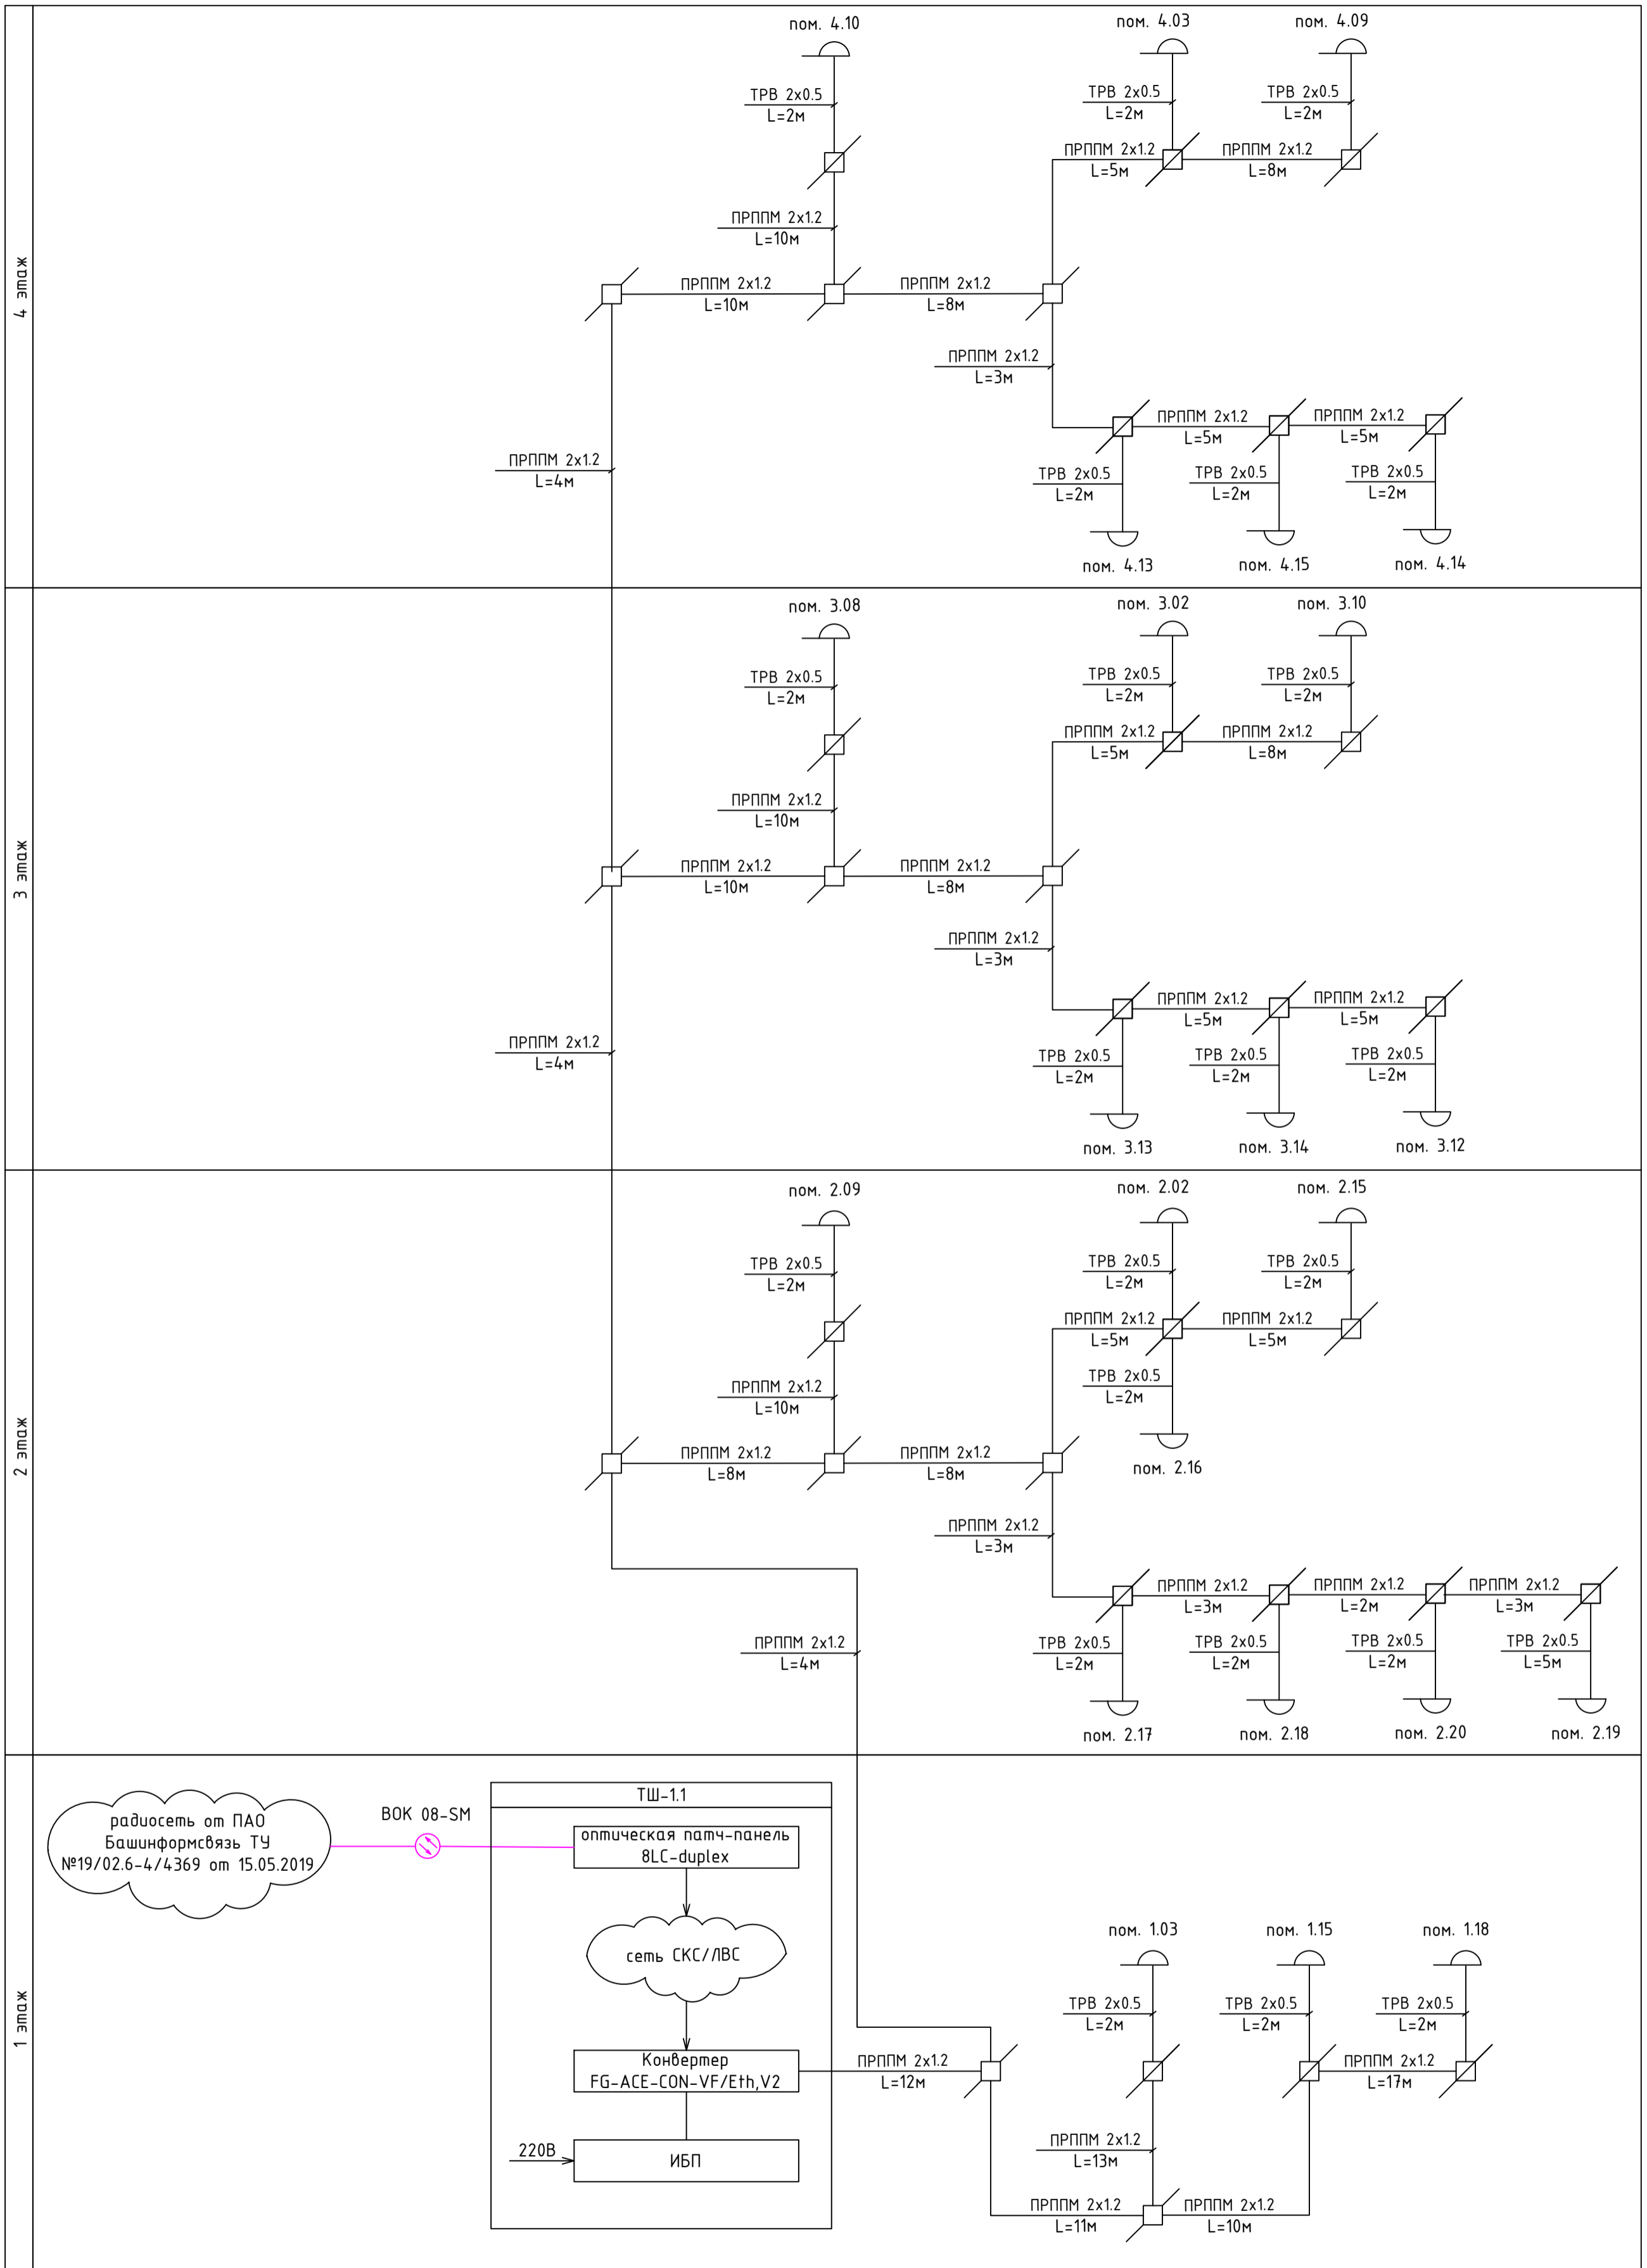 4 этаж
пом. 4.10
пом. 4.03
пом. 4.09
ТРВ 2х0.5
L=2м
ТРВ 2х0.5
L=2м
ТРВ 2х0.5
L=2м
ПРППМ 2х1.2
L=5м
ПРППМ 2х1.2
L=8м
ПРППМ 2х1.2
L=10м
ПРППМ 2х1.2
L=10м
ПРППМ 2х1.2
L=8м
ПРППМ 2х1.2
L=3м
ПРППМ 2х1.2
L=5м
ПРППМ 2х1.2
L=5м
ПРППМ 2х1.2
L=4м
ТРВ 2х0.5
L=2м
ТРВ 2х0.5
L=2м
ТРВ 2х0.5
L=2м
пом. 4.13
пом. 4.15
пом. 4.14
3 этаж
пом. 3.08
пом. 3.02
пом. 3.10
ТРВ 2х0.5
L=2м
ТРВ 2х0.5
L=2м
ТРВ 2х0.5
L=2м
ПРППМ 2х1.2
L=5м
ПРППМ 2х1.2
L=8м
ПРППМ 2х1.2
L=10м
ПРППМ 2х1.2
L=10м
ПРППМ 2х1.2
L=8м
ПРППМ 2х1.2
L=3м
ПРППМ 2х1.2
L=5м
ПРППМ 2х1.2
L=5м
ПРППМ 2х1.2
L=4м
ТРВ 2х0.5
L=2м
ТРВ 2х0.5
L=2м
ТРВ 2х0.5
L=2м
пом. 3.13
пом. 3.14
пом. 3.12
2 этаж
пом. 2.09
пом. 2.02
пом. 2.15
ТРВ 2х0.5
L=2м
ТРВ 2х0.5
L=2м
ТРВ 2х0.5
L=2м
ПРППМ 2х1.2
L=5м
ПРППМ 2х1.2
L=5м
ПРППМ 2х1.2
L=10м
ТРВ 2х0.5
L=2м
ПРППМ 2х1.2
L=8м
ПРППМ 2х1.2
L=8м
пом. 2.16
ПРППМ 2х1.2
L=3м
ПРППМ 2х1.2
L=3м
ПРППМ 2х1.2
L=2м
ПРППМ 2х1.2
L=3м
ПРППМ 2х1.2
L=4м
ТРВ 2х0.5
L=2м
ТРВ 2х0.5
L=2м
ТРВ 2х0.5
L=2м
ТРВ 2х0.5
L=5м
пом. 2.17
пом. 2.18
пом. 2.20
пом. 2.19
1 этаж
радиосеть от ПАО
Башинформсвязь ТУ
№19/02.6-4/4369 от 15.05.2019
ВОК 08-SM
ТШ-1.1
оптическая патч-панель
8LC-duplex
сеть СКС//ЛВС
Конвертер
FG-ACE-CON-VF/Eth,V2
220В
ИБП
пом. 1.03
пом. 1.15
пом. 1.18
ТРВ 2х0.5
L=2м
ТРВ 2х0.5
L=2м
ТРВ 2х0.5
L=2м
ПРППМ 2х1.2
L=12м
ПРППМ 2х1.2
L=17м
ПРППМ 2х1.2
L=13м
ПРППМ 2х1.2
L=11м
ПРППМ 2х1.2
L=10м